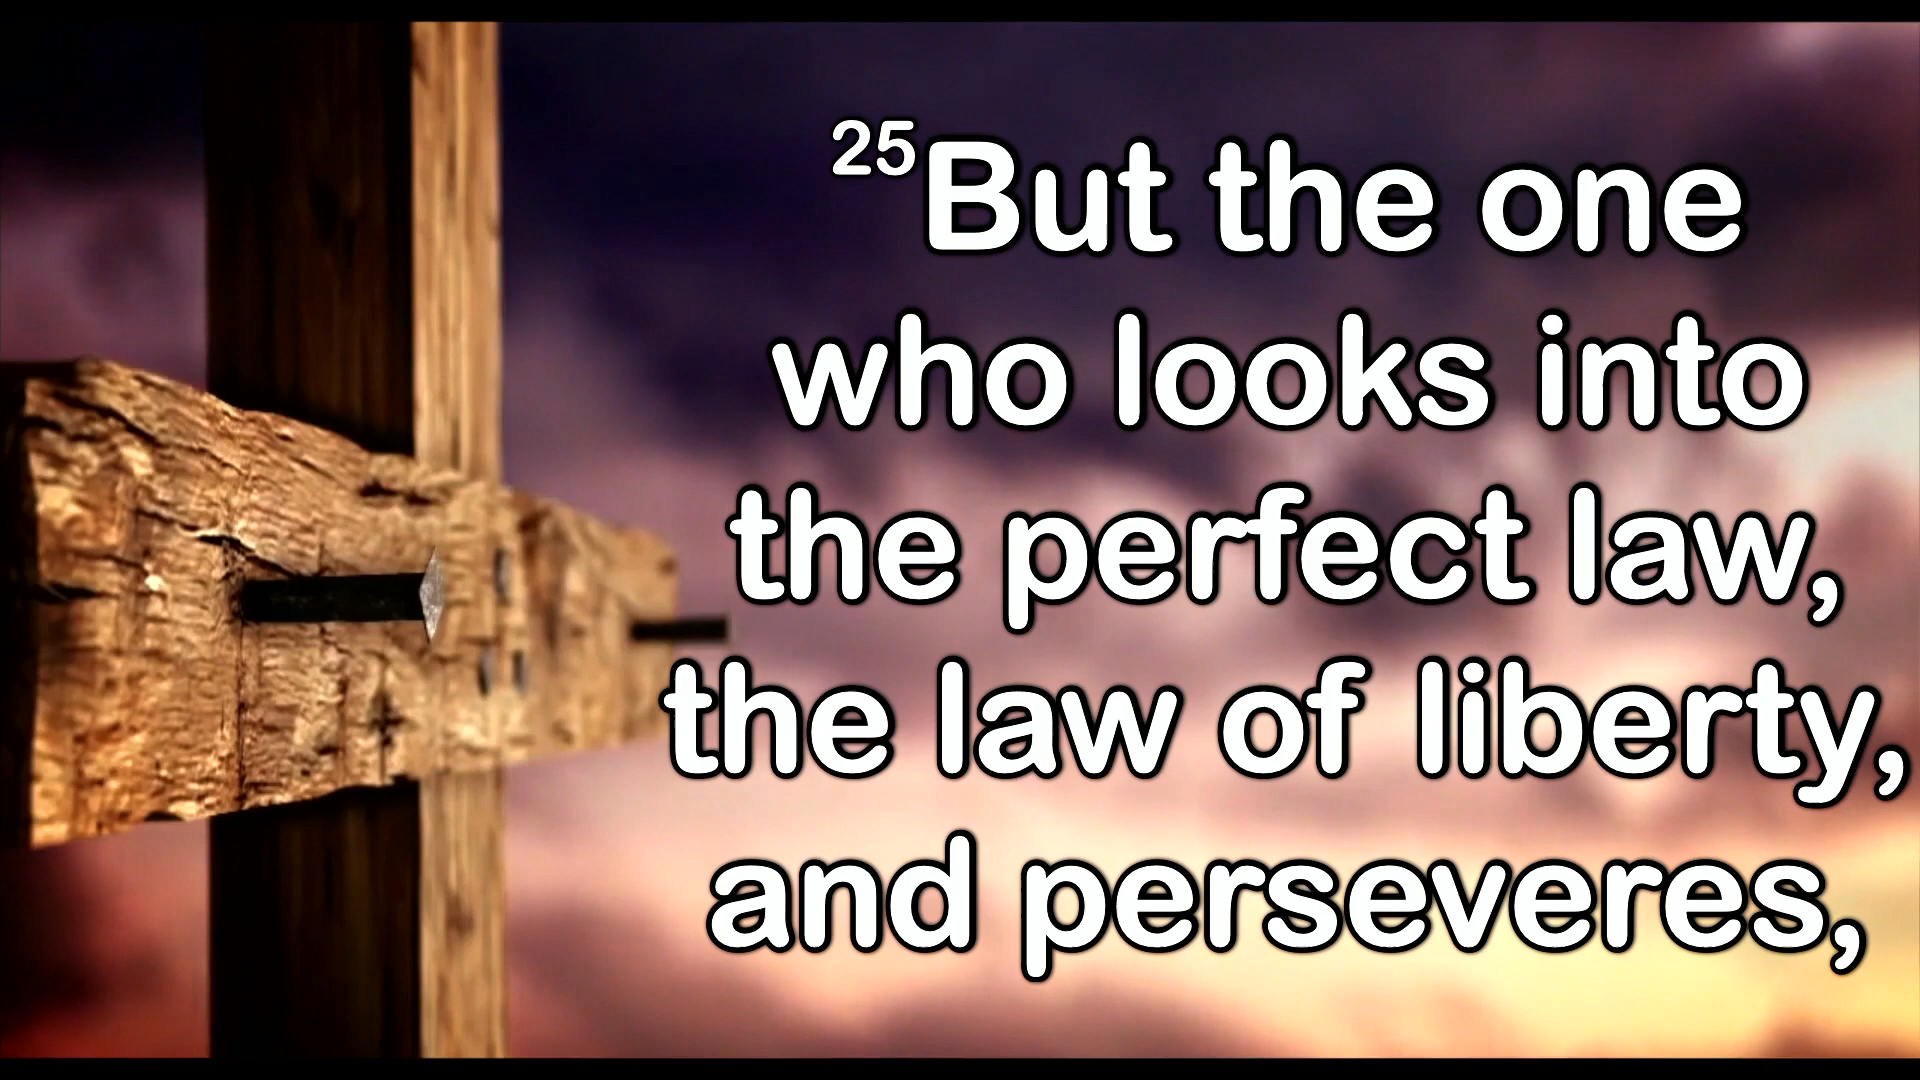 25But the one
who looks into
the perfect law,
the law of liberty,
and perseveres,